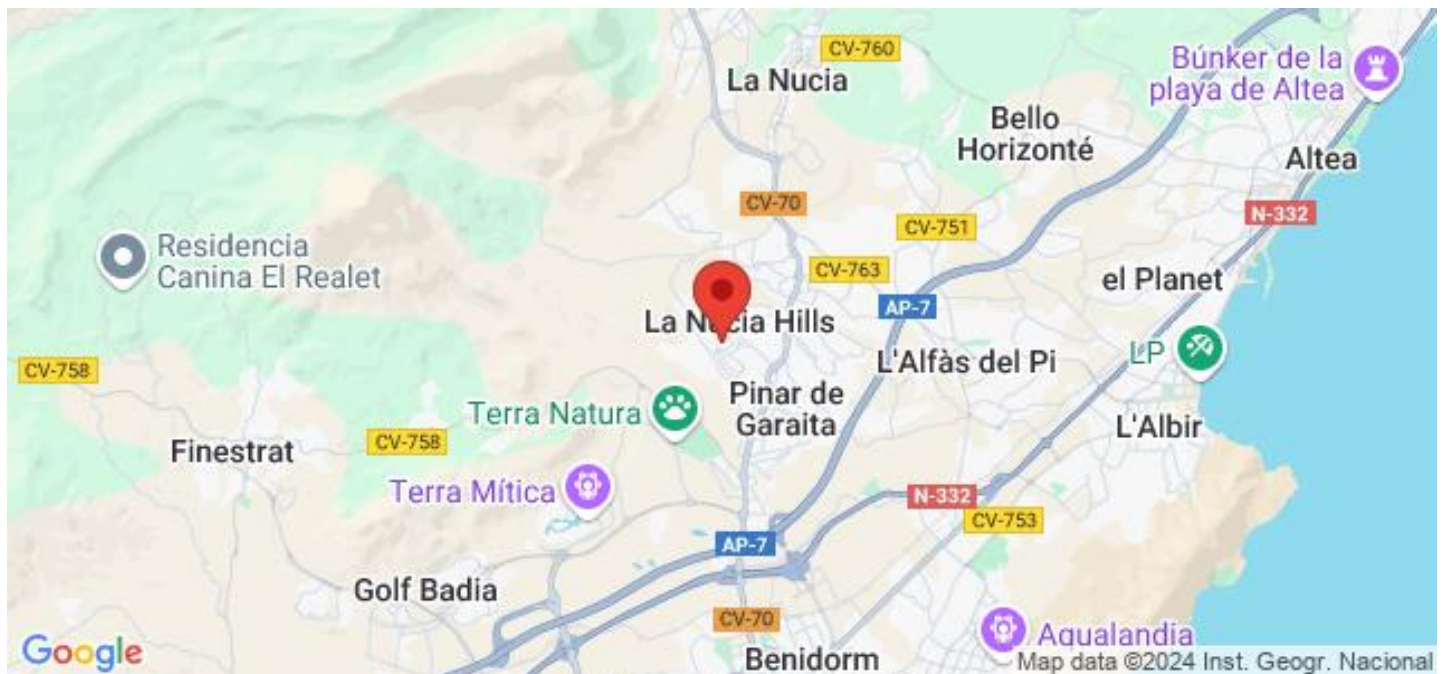 CV-760
La Nucia
Búnker de la
playa de Altea
Bello
Horizonté
Altea
CV-70
N-332
CV-751
Residencia
Canina El Realet
CV-763
el Planet
AP-7
La Nucia Hills
LP
CV-758
L'Alfàs del Pi
Pinar de
Garaita
Terra Natura
L'Albir
CV-758
Finestrat
Terra Mítica
N-332
CV-753
AP-7
Golf Badia
CV-70
Aqualandia
Google
Benidorm
Map data ©2024 Inst. Geogr. Nacional